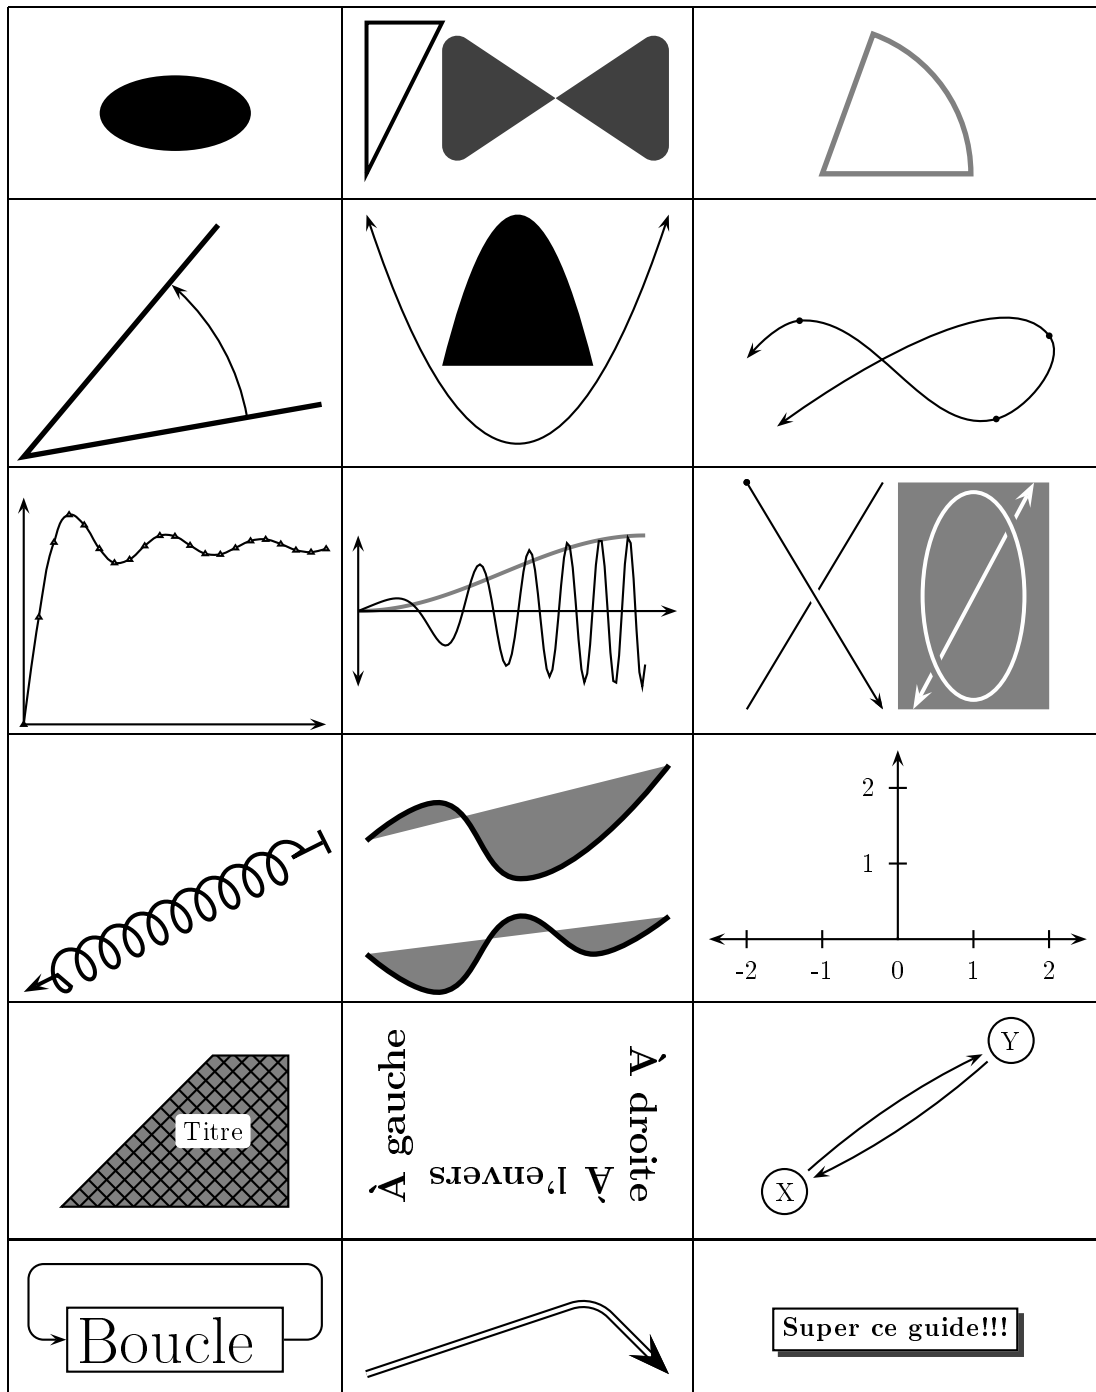 2
1
-2 -1 0 1 2
Titre
À gauche
À l'envers
À droite
Y
X
Boucle
Super ce guide!!!